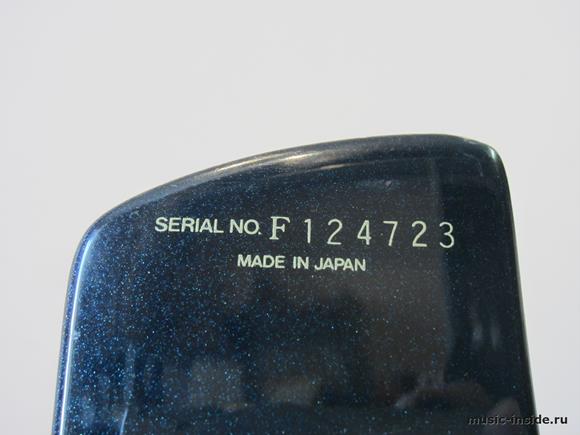 SERIAL NO. F124723
MADE IN JAPAN
music-inside.ru